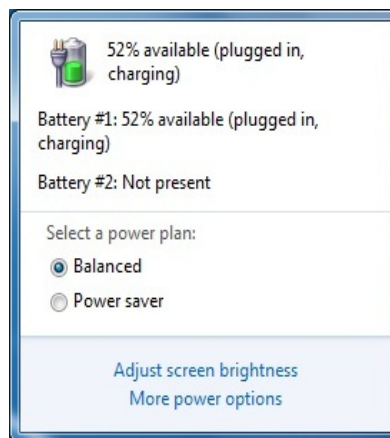 52% available (plugged in,
charging)
Battery #1: 52% available (plugged in,
charging)
Battery #2: Not present
Select a power plan:
Balanced
Power saver
Adjust screen brightness
More power options